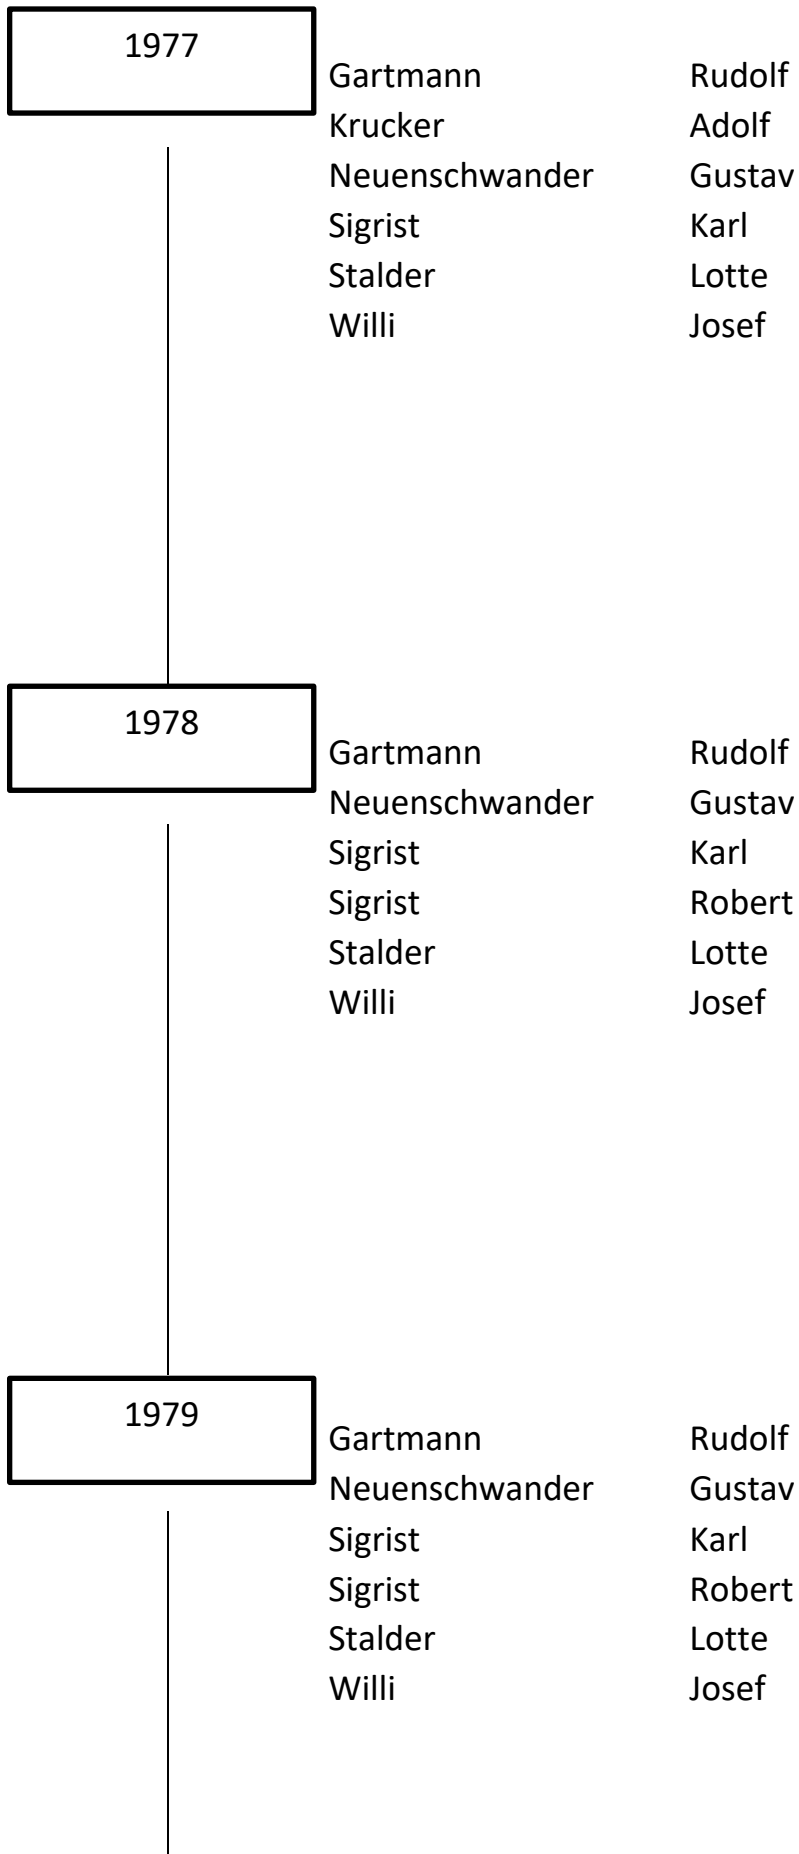 1977
Gartmann Rudolf
Krucker Adolf
Neuenschwander Gustav
Sigrist Karl
Stalder Lotte
Willi Josef
1978
Gartmann Rudolf
Neuenschwander Gustav
Sigrist Karl
Sigrist Robert
Stalder Lotte
Willi Josef
1979
Gartmann Rudolf
Neuenschwander Gustav
Sigrist Karl
Sigrist Robert
Stalder Lotte
Willi Josef